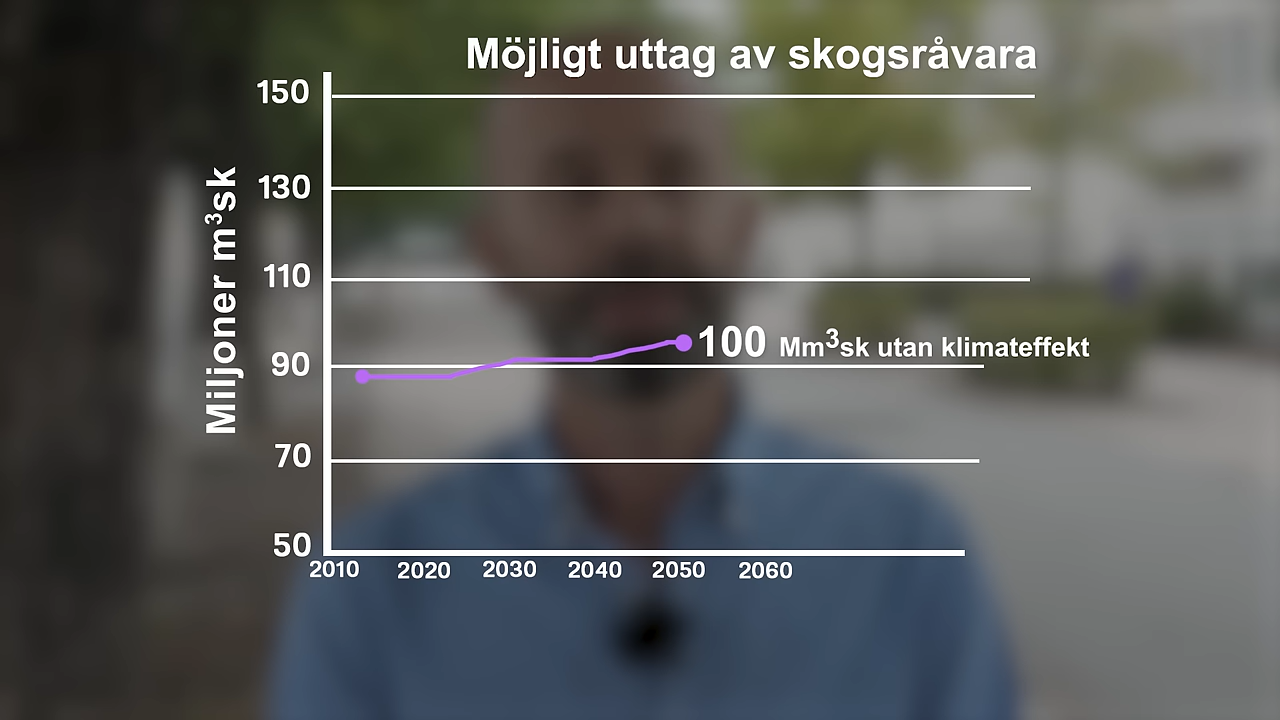 Möjligt uttag av skogsråvara
Miljoner m³sk
150
130
110
90
70
50
100 Mm³sk utan klimateffekt
2010 2020 2030 2040 2050 2060